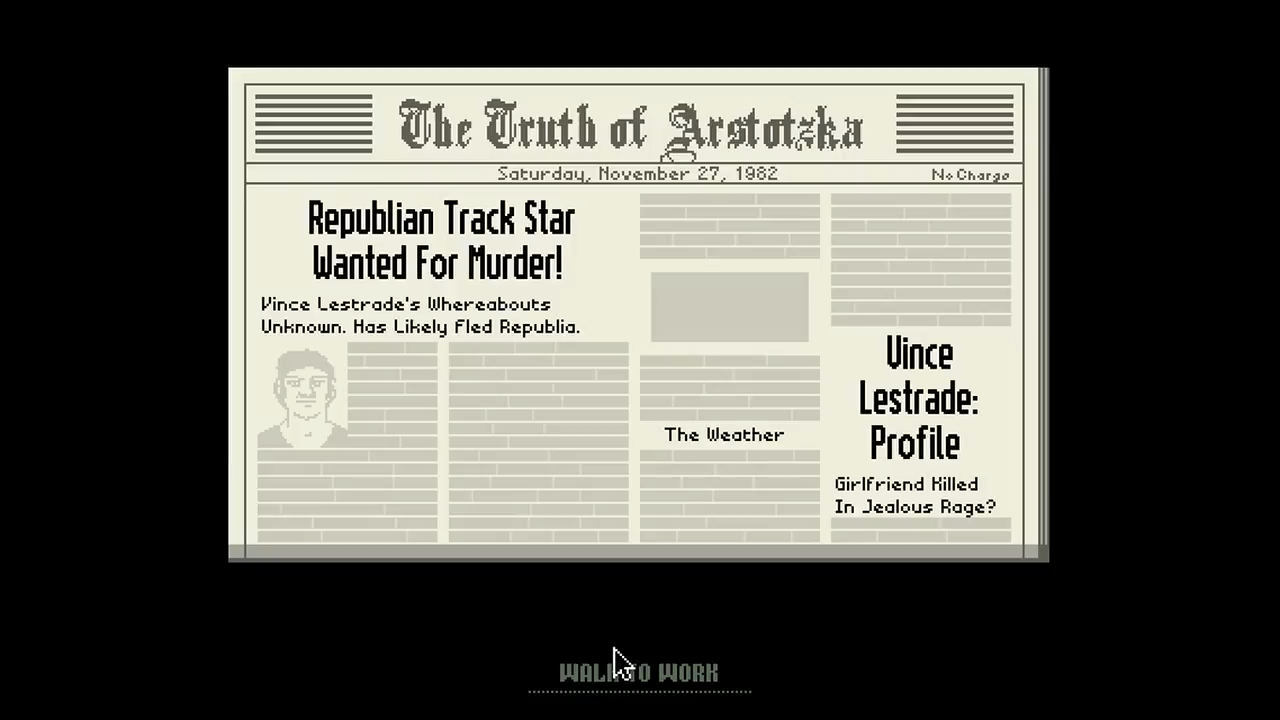 The Truth of Arstotzka
Saturday, November 27, 1982
No Charge
Republian Track Star
Wanted For Murder!
Vince Lestrade's Whereabouts
Unknown. Has Likely Fled Republia.
The Weather
Vince
Lestrade:
Profile
Girlfriend Killed
In Jealous Rage?
WALK TO WORK